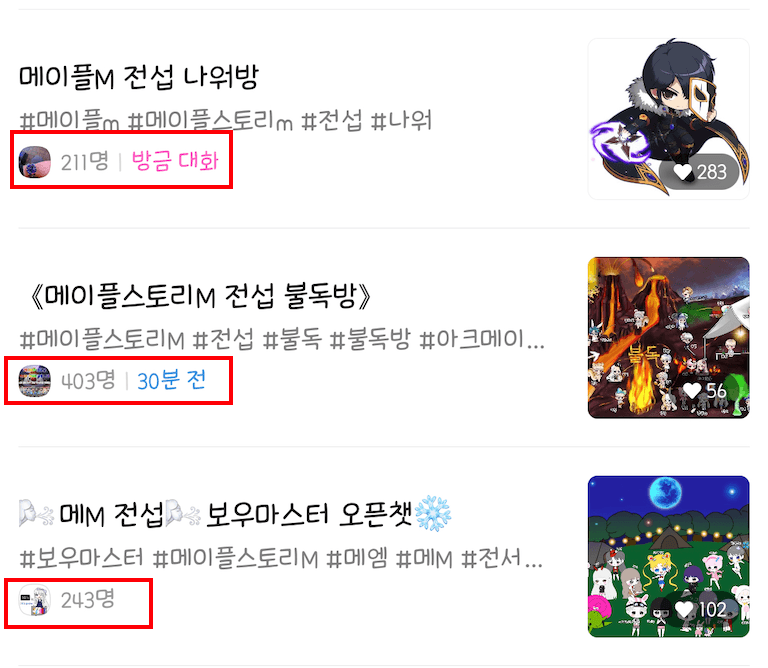 메이플M 전섭 나워방
#메이플m #메이플스토리m #전섭 #나워
211명 | 방금 대화
283
《메이플스토리M 전섭 불독방》
#메이플스토리M #전섭 #불독 #불독방 #아크메이...
403명 | 30분 전
불독
56
메M 전섭 보우마스터 오픈챗
#보우마스터 #메이플스토리M #메엠 #메M #전서...
243명
102